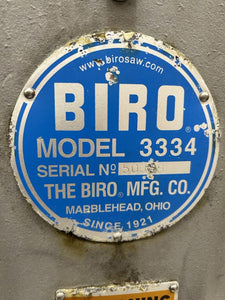 www.birosaw.com
BIRO®
MODEL 3334
SERIAL Nº
THE BIRO® MFG. CO.
MARBLEHEAD, OHIO
SINCE 1921